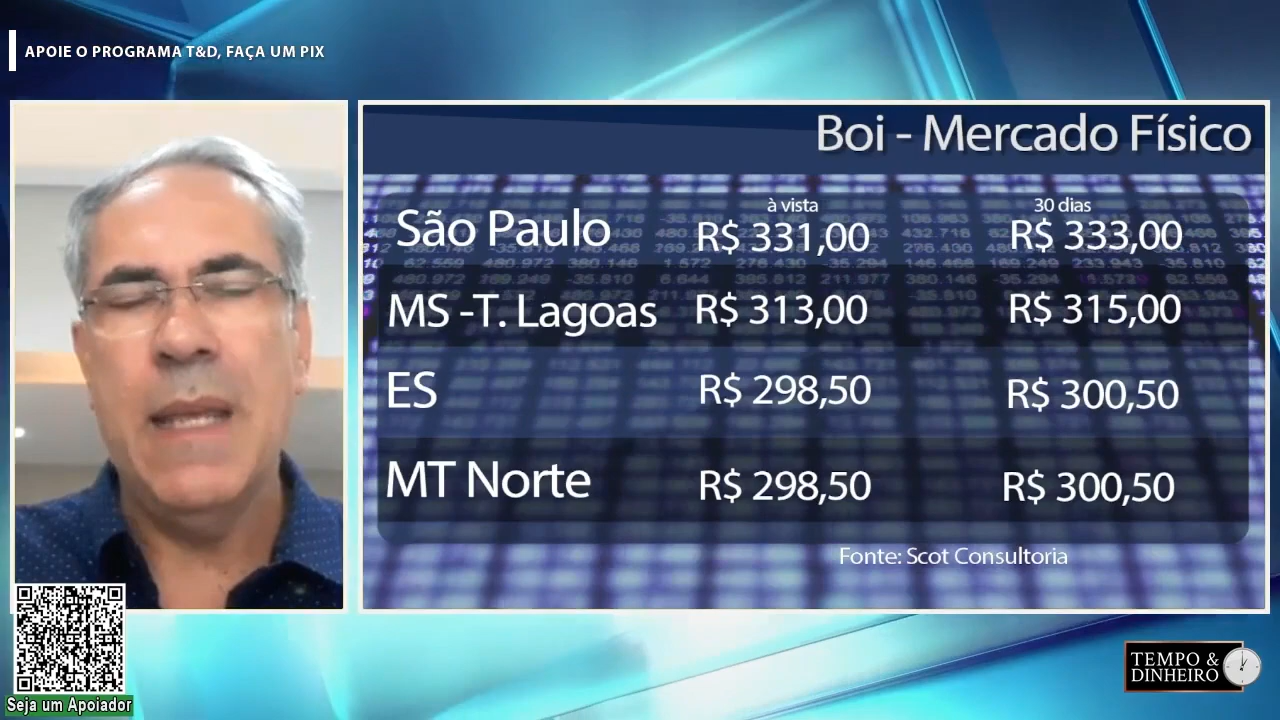 APOIE O PROGRAMA T&D, FAÇA UM PIX
Boi - Mercado Físico
à vista
30 dias
São Paulo R$ 331,00 R$ 333,00
MS -T. Lagoas R$ 313,00 R$ 315,00
ES R$ 298,50 R$ 300,50
MT Norte R$ 298,50 R$ 300,50
Fonte: Scot Consultoria
TEMPO &
DINHEIRO
Seja um Apoiador